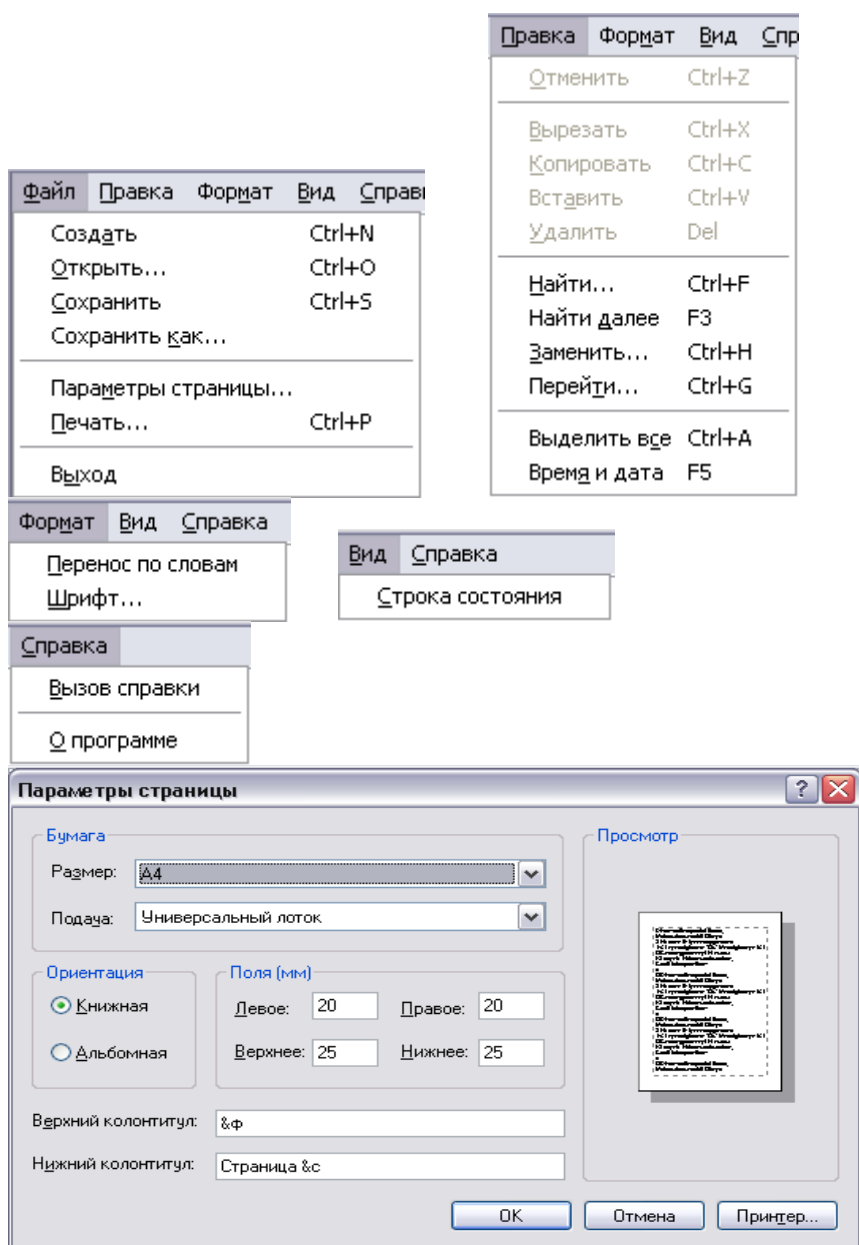 Правка Формат Вид Спр
Отменить Ctrl+Z
Вырезать Ctrl+X
Копировать Ctrl+C
Вставить Ctrl+V
Удалить Del
Найти... Ctrl+F
Найти далее F3
Заменить... Ctrl+H
Перейти... Ctrl+G
Выделить все Ctrl+A
Время и дата F5
Файл Правка Формат Вид Справ
Создать Ctrl+N
Открыть... Ctrl+O
Сохранить Ctrl+S
Сохранить как...
Параметры страницы...
Печать... Ctrl+P
Выход
Формат Вид Справка
Перенос по словам
Шрифт...
Вид Справка
Строка состояния
Справка
Вызов справки
О программе
Параметры страницы
Бумага
Размер: A4
Подача: Универсальный лоток
Просмотр
Ориентация
Книжная
Альбомная
Поля (мм)
Левое: 20 Правое: 20
Верхнее: 25 Нижнее: 25
Верхний колонтитул: &ф
Нижний колонтитул: Страница &с
OK Отмена Принтер...